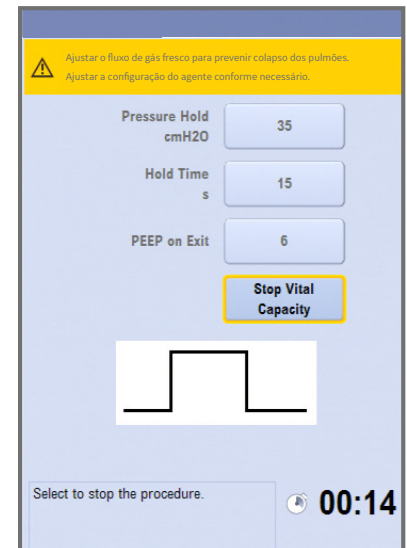 Ajustar o fluxo de gás fresco para prevenir colapso dos pulmões.
Ajustar a configuração do agente conforme necessário.
Pressure Hold
cmH2O
35
Hold Time
s
15
PEEP on Exit
6
Stop Vital
Capacity
Select to stop the procedure.
00:14